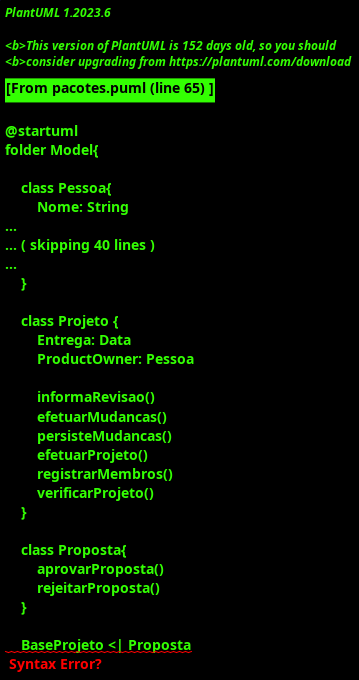 PlantUML 1.2023.6
<b>This version of PlantUML is 152 days old, so you should
<b>consider upgrading from https://plantuml.com/download
[From pacotes.puml (line 65) ]
@startuml
folder Model{
class Pessoa{
Nome: String
...
... ( skipping 40 lines )
...
}
class Projeto {
Entrega: Data
ProductOwner: Pessoa
informaRevisao()
efetuarMudancas()
persisteMudancas()
efetuarProjeto()
registrarMembros()
verificarProjeto()
}
class Proposta{
aprovarProposta()
rejeitarProposta()
}
BaseProjeto <| Proposta
Syntax Error?